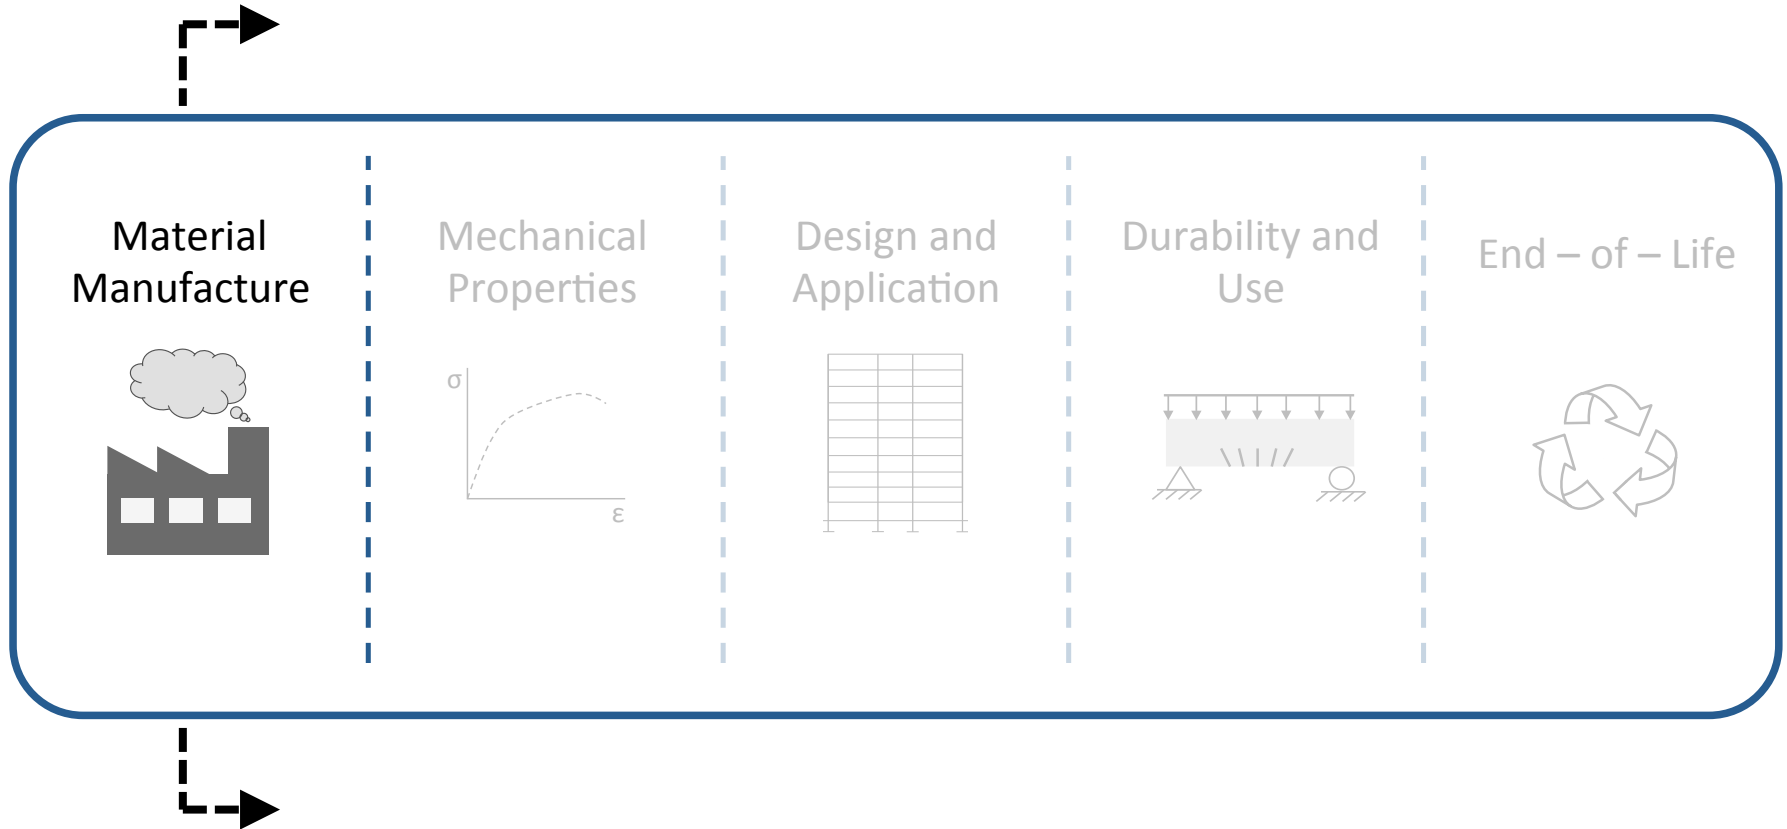 Material
Manufacture
Mechanical
Properties
σ
ε
Design and
Application
Durability and
Use
End – of – Life